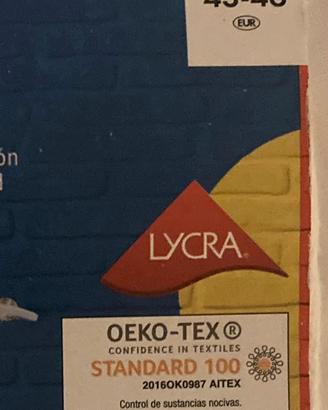 EUR
ón
LYCRA®
OEKO-TEX®
CONFIDENCE IN TEXTILES
STANDARD 100
2016OK0987 AITEX
Control de sustancias nocivas.